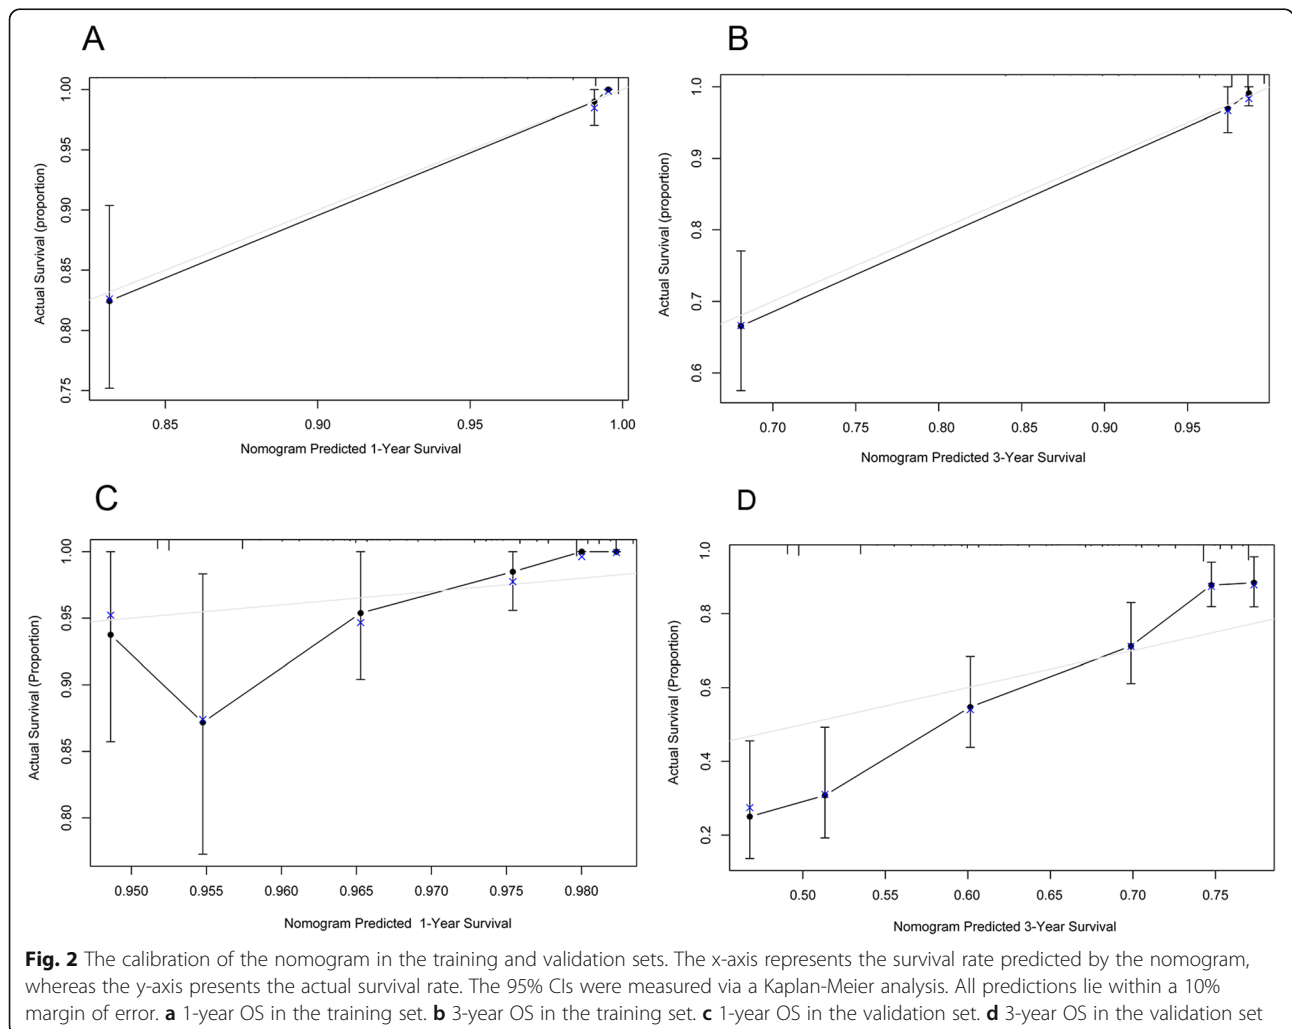 A
Actual Survival (proportion)
1.00
0.95
0.90
0.85
0.80
0.75
0.85 0.90 0.95 1.00
Nomogram Predicted 1-Year Survival
B
Actual Survival (proportion)
1.0
0.9
0.8
0.7
0.6
0.70 0.75 0.80 0.85 0.90 0.95
Nomogram Predicted 3-Year Survival
C
Actual Survival (Proportion)
1.00
0.95
0.90
0.85
0.80
0.950 0.955 0.960 0.965 0.970 0.975 0.980
Nomogram Predicted 1-Year Survival
D
Actual Survival (Proportion)
1.0
0.8
0.6
0.4
0.2
0.50 0.55 0.60 0.65 0.70 0.75
Nomogram Predicted 3-Year Survival
Fig. 2 The calibration of the nomogram in the training and validation sets. The x-axis represents the survival rate predicted by the nomogram,
whereas the y-axis presents the actual survival rate. The 95% CIs were measured via a Kaplan-Meier analysis. All predictions lie within a 10%
margin of error. a 1-year OS in the training set. b 3-year OS in the training set. c 1-year OS in the validation set. d 3-year OS in the validation set